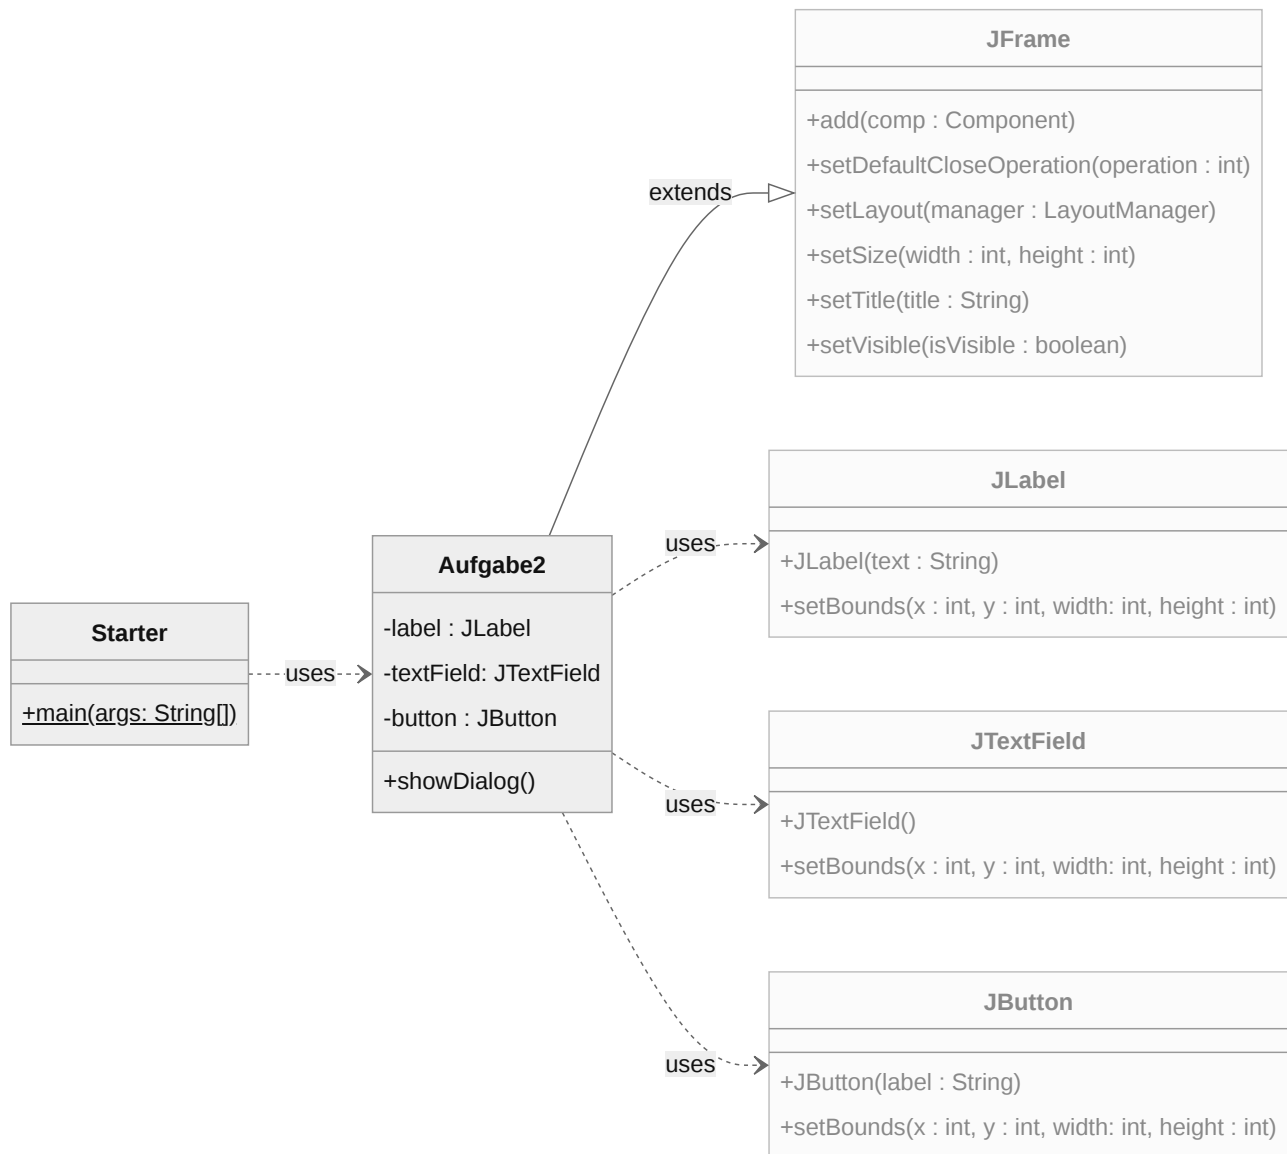 JFrame
+add(comp : Component)
+setDefaultCloseOperation(operation : int)
+setLayout(manager : LayoutManager)
+setSize(width : int, height : int)
+setTitle(title : String)
+setVisible(isVisible : boolean)
extends
JLabel
+JLabel(text : String)
+setBounds(x : int, y : int, width: int, height : int)
uses
Aufgabe2
-label : JLabel
-textField: JTextField
-button : JButton
+showDialog()
Starter
+main(args: String[])
uses
JTextField
+JTextField()
+setBounds(x : int, y : int, width: int, height : int)
uses
JButton
+JButton(label : String)
+setBounds(x : int, y : int, width: int, height : int)
uses